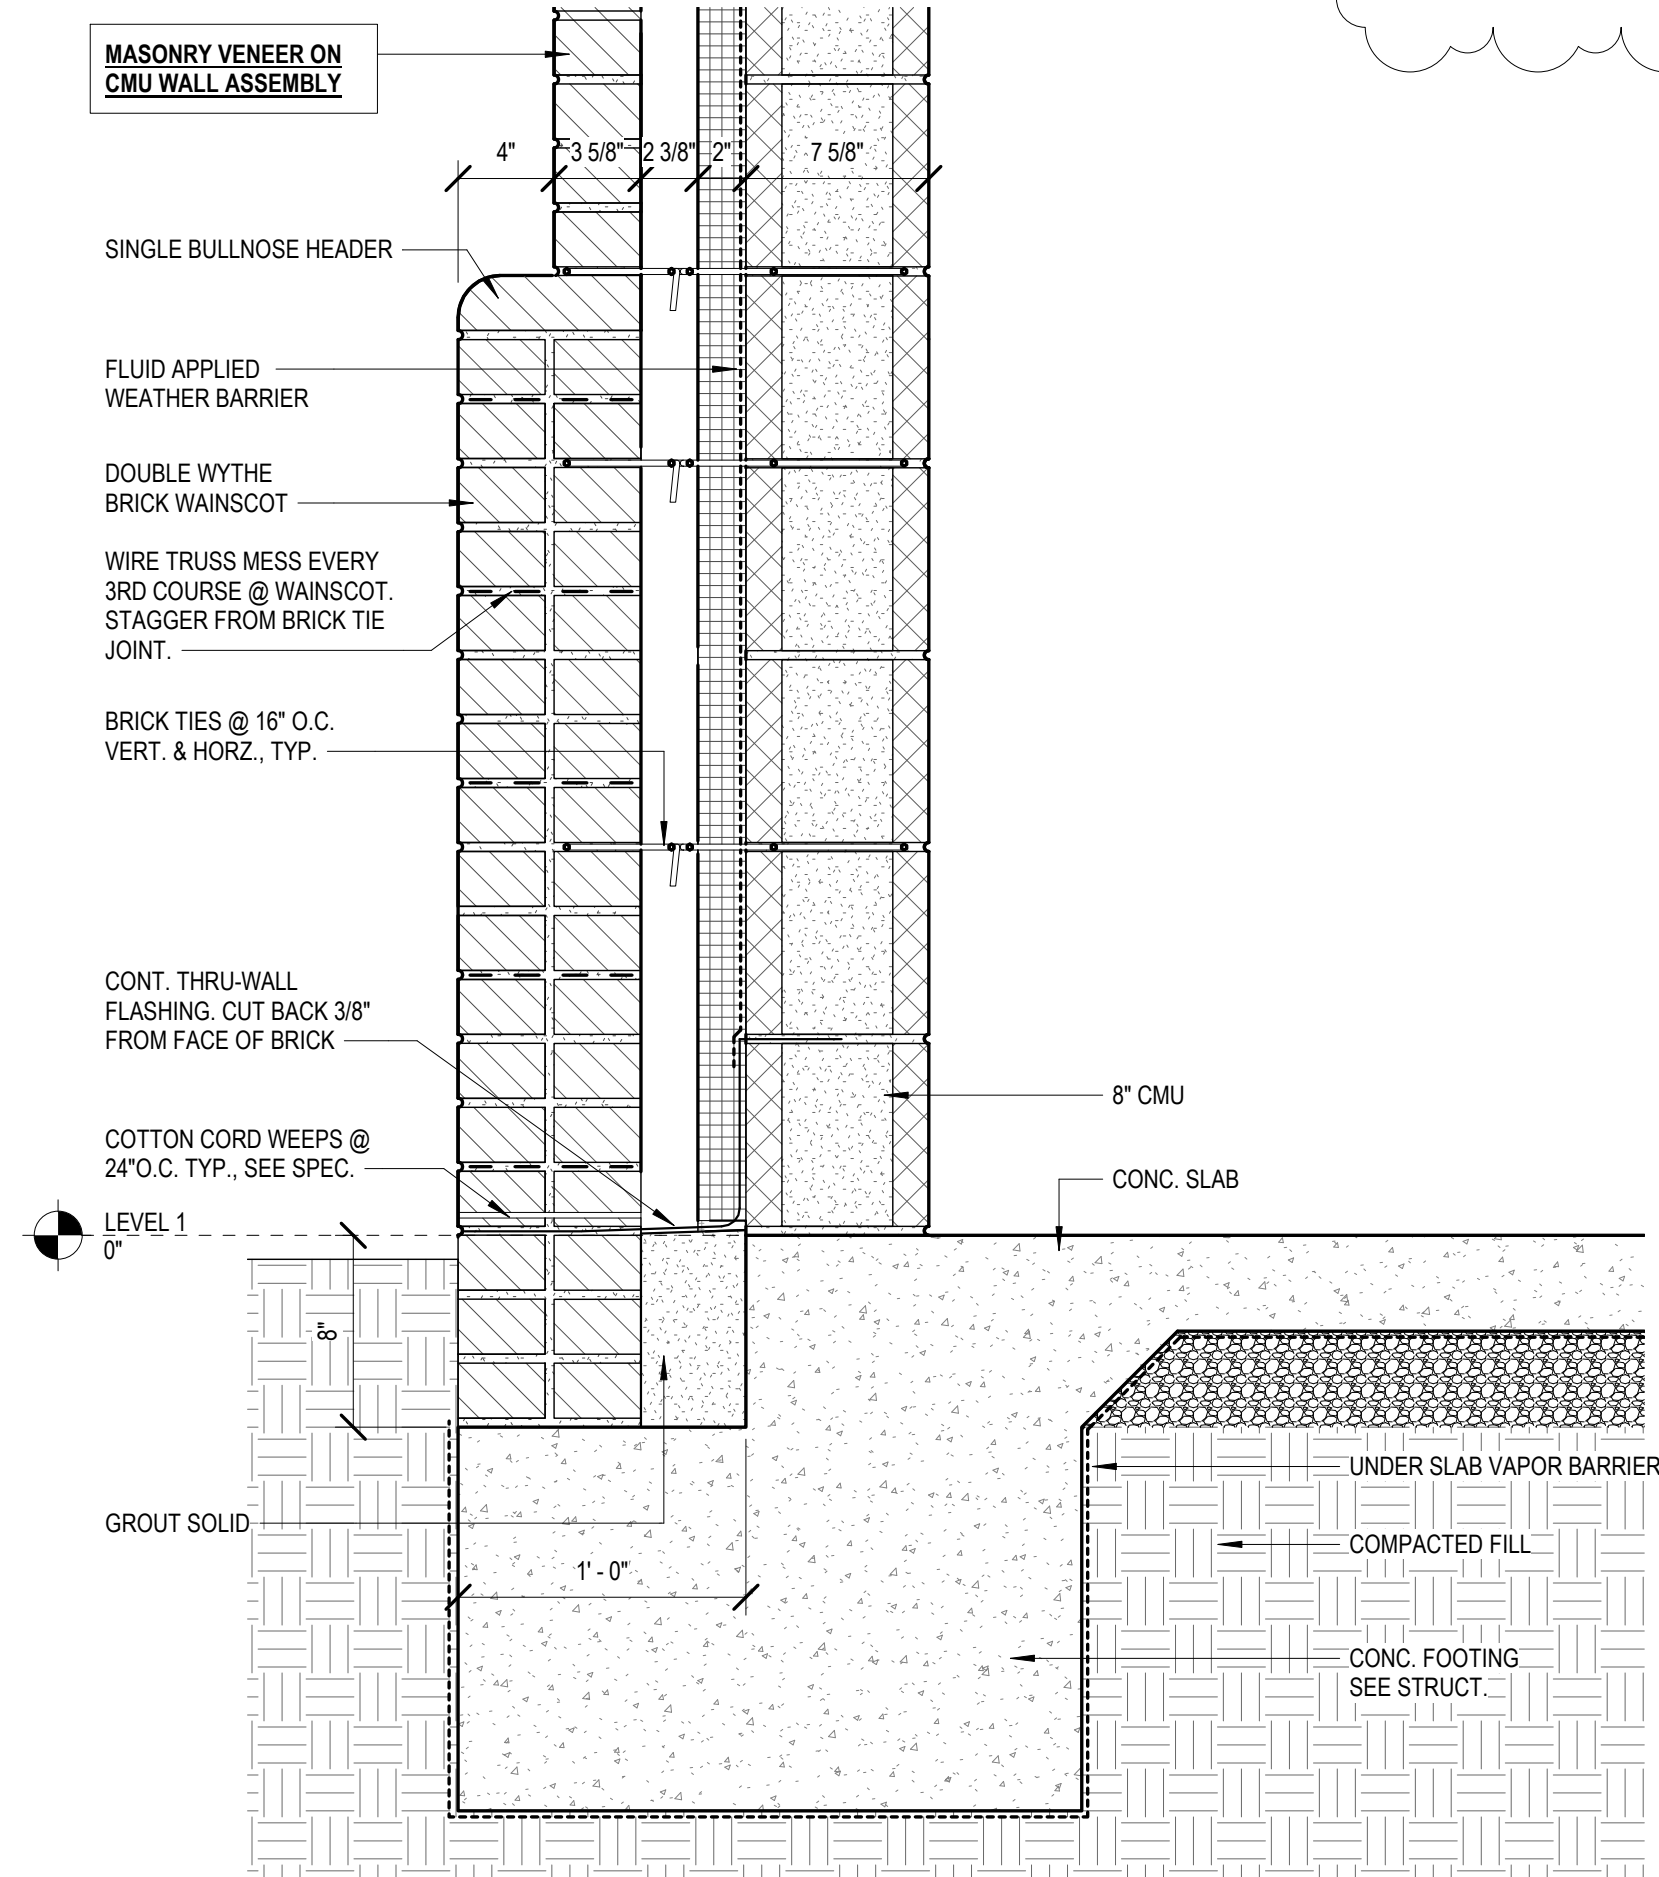 MASONRY VENEER ON
CMU WALL ASSEMBLY
4"
3 5/8"
2 3/8"
2"
7 5/8"
SINGLE BULLNOSE HEADER
FLUID APPLIED
WEATHER BARRIER
DOUBLE WYTHE
BRICK WAINSCOT
WIRE TRUSS MESS EVERY
3RD COURSE @ WAINSCOT.
STAGGER FROM BRICK TIE
JOINT.
BRICK TIES @ 16" O.C.
VERT. & HORZ., TYP.
CONT. THRU-WALL
FLASHING. CUT BACK 3/8"
FROM FACE OF BRICK
8" CMU
COTTON CORD WEEPS @
24"O.C. TYP., SEE SPEC.
CONC. SLAB
LEVEL 1
0"
8"
UNDER SLAB VAPOR BARRIER
GROUT SOLID
COMPACTED FILL
1' - 0"
CONC. FOOTING
SEE STRUCT.